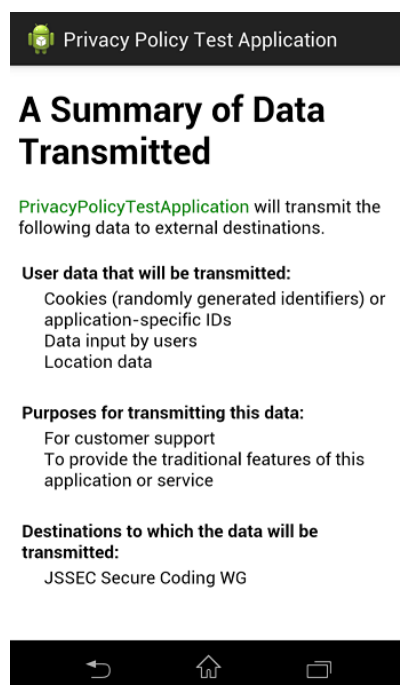 Privacy Policy Test Application
A Summary of Data
Transmitted
PrivacyPolicyTestApplication will transmit the
following data to external destinations.
User data that will be transmitted:
Cookies (randomly generated identifiers) or
application-specific IDs
Data input by users
Location data
Purposes for transmitting this data:
For customer support
To provide the traditional features of this
application or service
Destinations to which the data will be
transmitted:
JSSEC Secure Coding WG